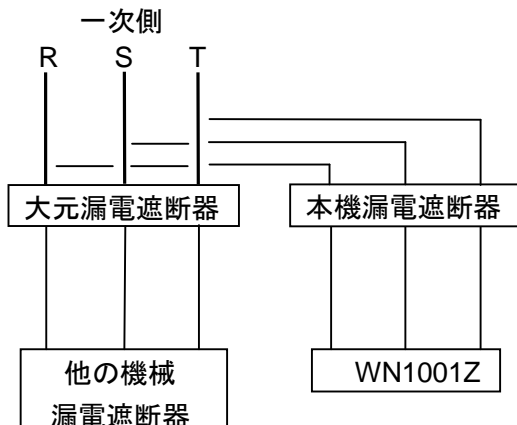 一次側
R S T
大元漏電遮断器
本機漏電遮断器
他の機械
漏電遮断器
WN1001Z